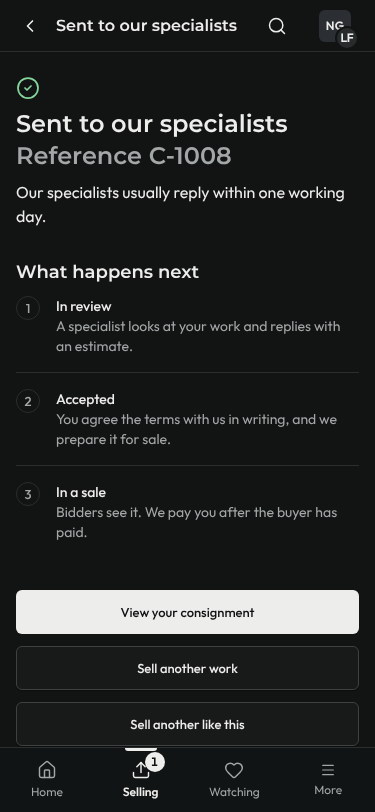 Sent to our specialists
NG
LF
Sent to our specialists
Reference C-1008
Our specialists usually reply within one working
day.
What happens next
1
In review
A specialist looks at your work and replies with
an estimate.
2
Accepted
You agree the terms with us in writing, and we
prepare it for sale.
3
In a sale
Bidders see it. We pay you after the buyer has
paid.
View your consignment
Sell another work
Sell another like this
1
Home
Selling
Watching
More